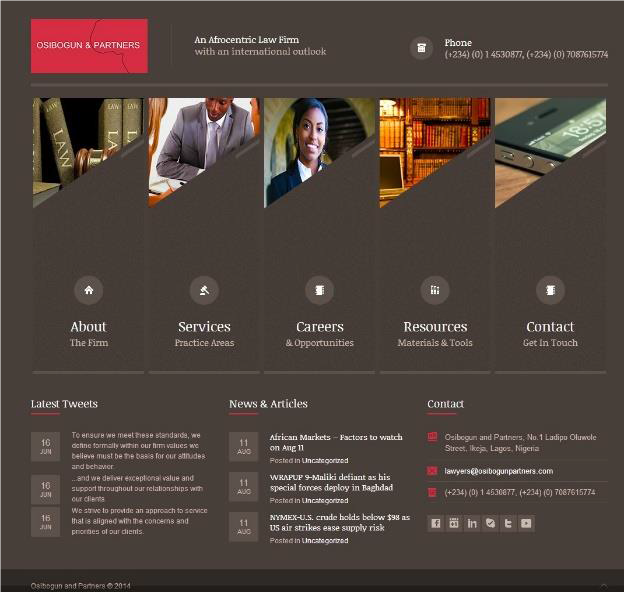 OSIBOGUN & PARTNERS
An Afrocentric Law Firm
with an international outlook
Phone
(+234) (0) 1 4530877, (+234) (0) 7087615774
LAW
LAW
LAW
18:5
About
The Firm
Services
Practice Areas
Careers
& Opportunities
Resources
Materials & Tools
Contact
Get In Touch
Latest Tweets
16
JUN
To ensure we meet these standards, we
define formally within our firm values we
believe must be the basis for our attitudes
and behavior.
16
JUN
...and we deliver exceptional value and
support throughout our relationships with
our clients.
16
JUN
We strive to provide an approach to service
that is aligned with the concerns and
priorities of our clients.
News & Articles
11
AUG
African Markets – Factors to watch
on Aug 11
Posted in Uncategorized
11
AUG
WRAPUP 9-Maliki defiant as his
special forces deploy in Baghdad
Posted in Uncategorized
11
AUG
NYMEX-U.S. crude holds below $98 as
US air strikes ease supply risk
Posted in Uncategorized
Contact
Osibogun and Partners, No.1 Ladipo Oluwole
Street, Ikeja, Lagos, Nigeria
lawyers@osibogunpartners.com
(+234) (0) 1 4530877, (+234) (0) 7087615774
Osibogun and Partners © 2014